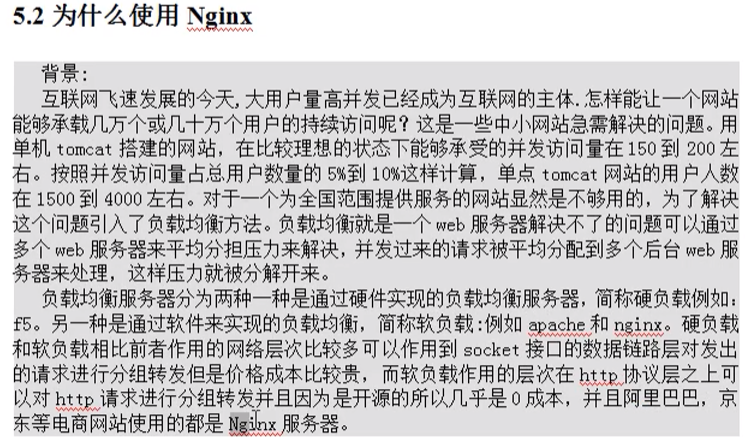 5.2 为什么使用 Nginx
背景:
互联网飞速发展的今天,大用户量高并发已经成为互联网的主体.怎样能让一个网站
能够承载几万个或几十万个用户的持续访问呢？这是一些中小网站急需解决的问题。用
单机 tomcat 搭建的网站，在比较理想的状态下能够承受的并发访问量在 150 到 200 左
右。按照并发访问量占总用户数量的 5%到 10%这样计算，单点 tomcat 网站的用户人数
在 1500 到 4000 左右。对于一个为全国范围提供服务的网站显然是不够用的，为了解决
这个问题引入了负载均衡方法。负载均衡就是一个 web 服务器解决不了的问题可以通过
多个 web 服务器来平均分担压力来解决，并发过来的请求被平均分配到多个后台 web 服
务器来处理，这样压力就被分解开来。
负载均衡服务器分为两种一种是通过硬件实现的负载均衡服务器，简称硬负载例如：
f5。另一种是通过软件来实现的负载均衡，简称软负载:例如 apache 和 nginx。硬负载
和软负载相比前者作用的网络层次比较多可以作用到 socket 接口的数据链路层对发出
的请求进行分组转发但是价格成本比较贵，而软负载作用的层次在 http 协议层之上可
以对 http 请求进行分组转发并且因为是开源的所以几乎是 0 成本，并且阿里巴巴，京
东等电商网站使用的都是 Nginx 服务器。